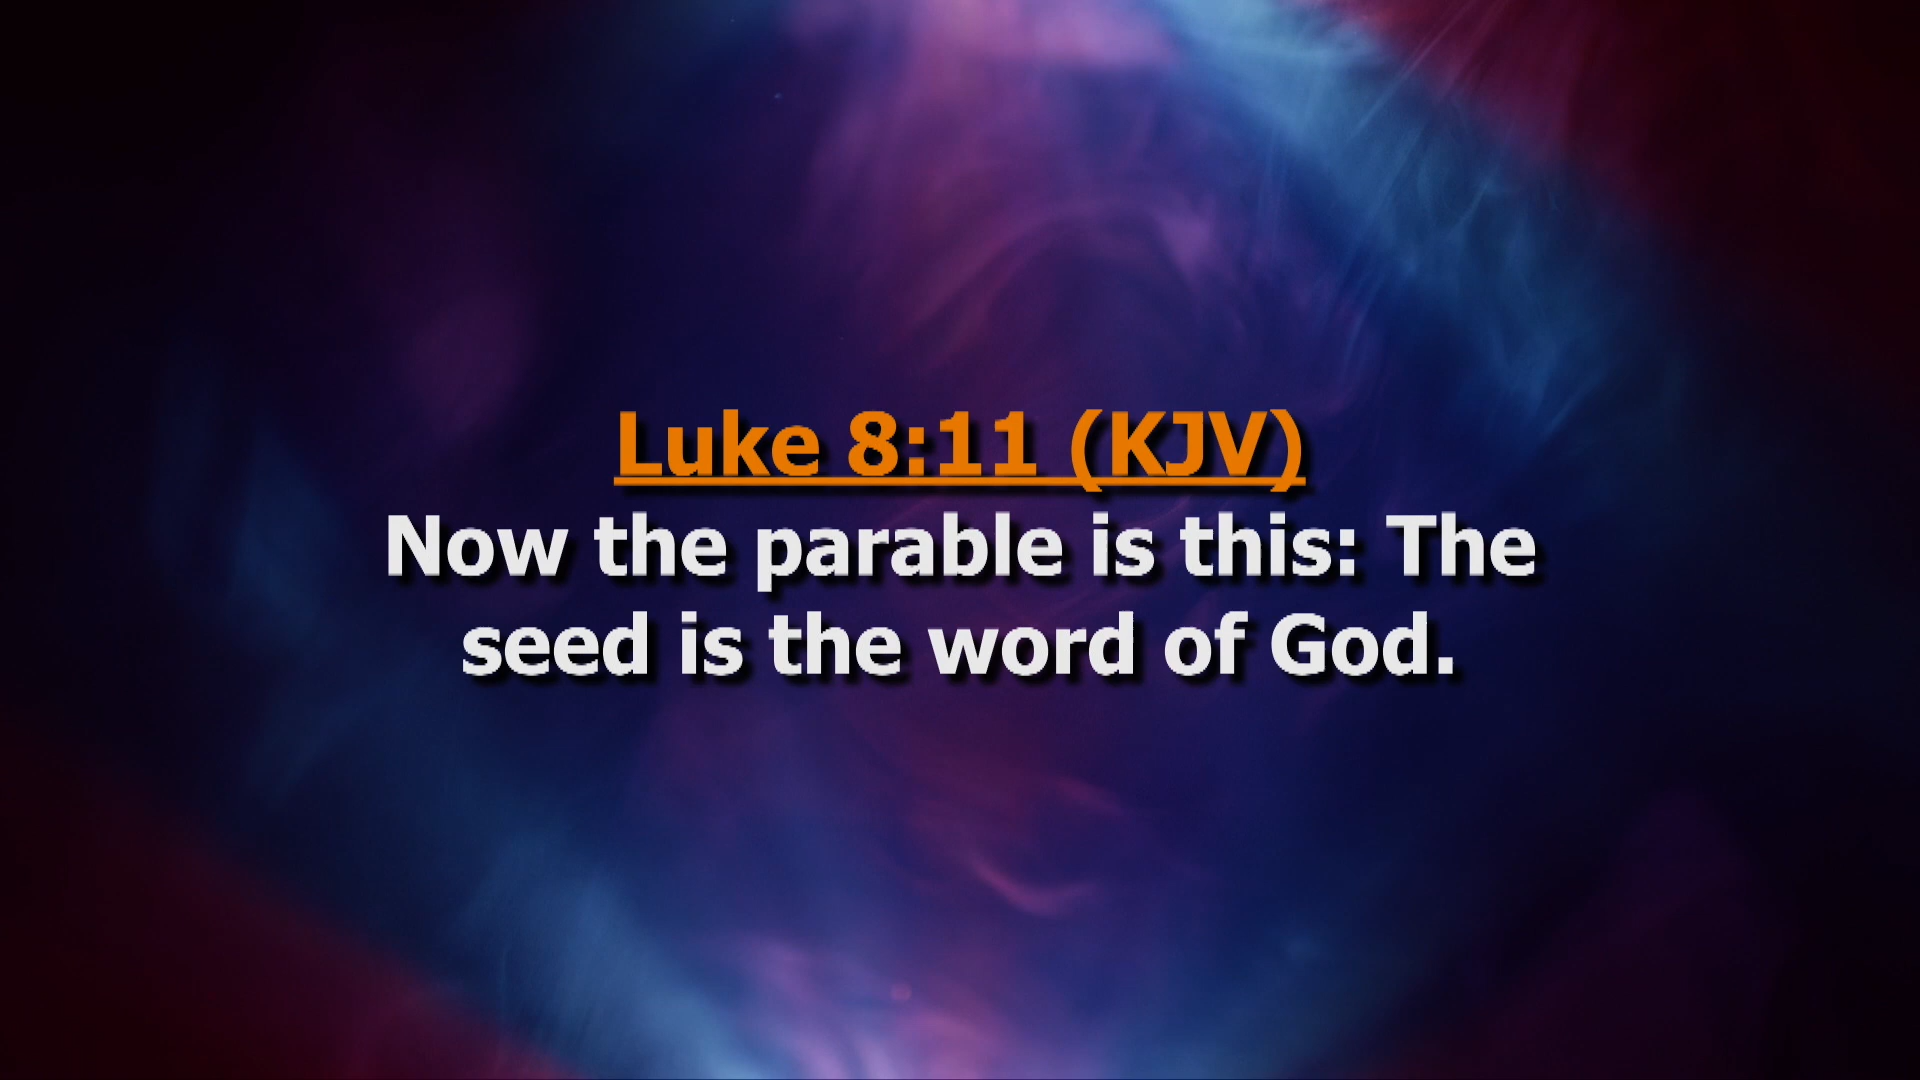 Luke 8:11 (KJV)
Now the parable is this: The
seed is the word of God.